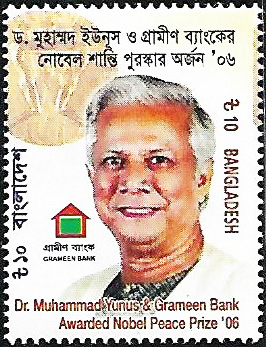 ড. মুহাম্মদ ইউনূস ও গ্রামীণ ব্যাংকের
নোবেল শান্তি পুরস্কার অর্জন '০৬
৳ 10 BANGLADESH
৳ ১০ বাংলাদেশ
গ্রামীণ ব্যাংক
GRAMEEN BANK
Dr. Muhammad Yunus & Grameen Bank
Awarded Nobel Peace Prize '06